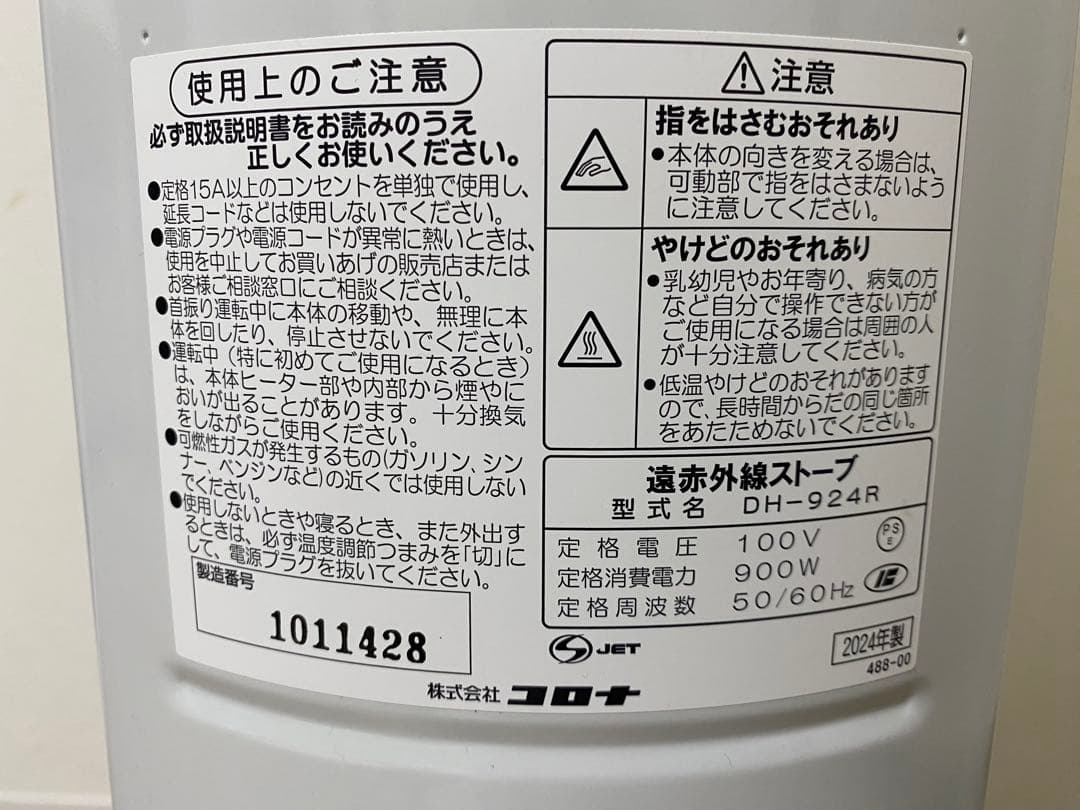 使用上のご注意
必ず取扱説明書をお読みのうえ
正しくお使いください。
●定格15A以上のコンセントを単独で使用し、
延長コードなどは使用しないでください。
●電源プラグや電源コードが異常に熱いときは、
使用を中止してお買いあげの販売店または
お客様ご相談窓口にご相談ください。
●首振り運転中に本体の移動や、無理に本
体を回したり、停止させないでください。
●運転中（特に初めてご使用になるとき）
は、本体ヒーター部や内部から煙やに
おいが出ることがあります。十分換気
をしながらご使用ください。
●可燃性ガスが発生するもの(ガソリン、シン
ナー、ベンジンなど)の近くでは使用しない
でください。
●使用しないときや寝るとき、また外出す
るときは、必ず温度調節つまみを「切」に
して、電源プラグを抜いてください。
製造番号
1011428
注意
指をはさむおそれあり
●本体の向きを変える場合は、
可動部で指をはさまないよう
に注意してください。
やけどのおそれあり
●乳幼児やお年寄り、病気の方
など自分で操作できない方が
ご使用になる場合は周囲の人
が十分注意してください。
●低温やけどのおそれがあります
ので、長時間からだの同じ箇所
をあたためないでください。
遠赤外線ストーブ
型式名 DH-924R
定格電圧 100V
定格消費電力 900W
定格周波数 50/60Hz
PS
E
JET
2024年製
488-00
株式会社 コロナ